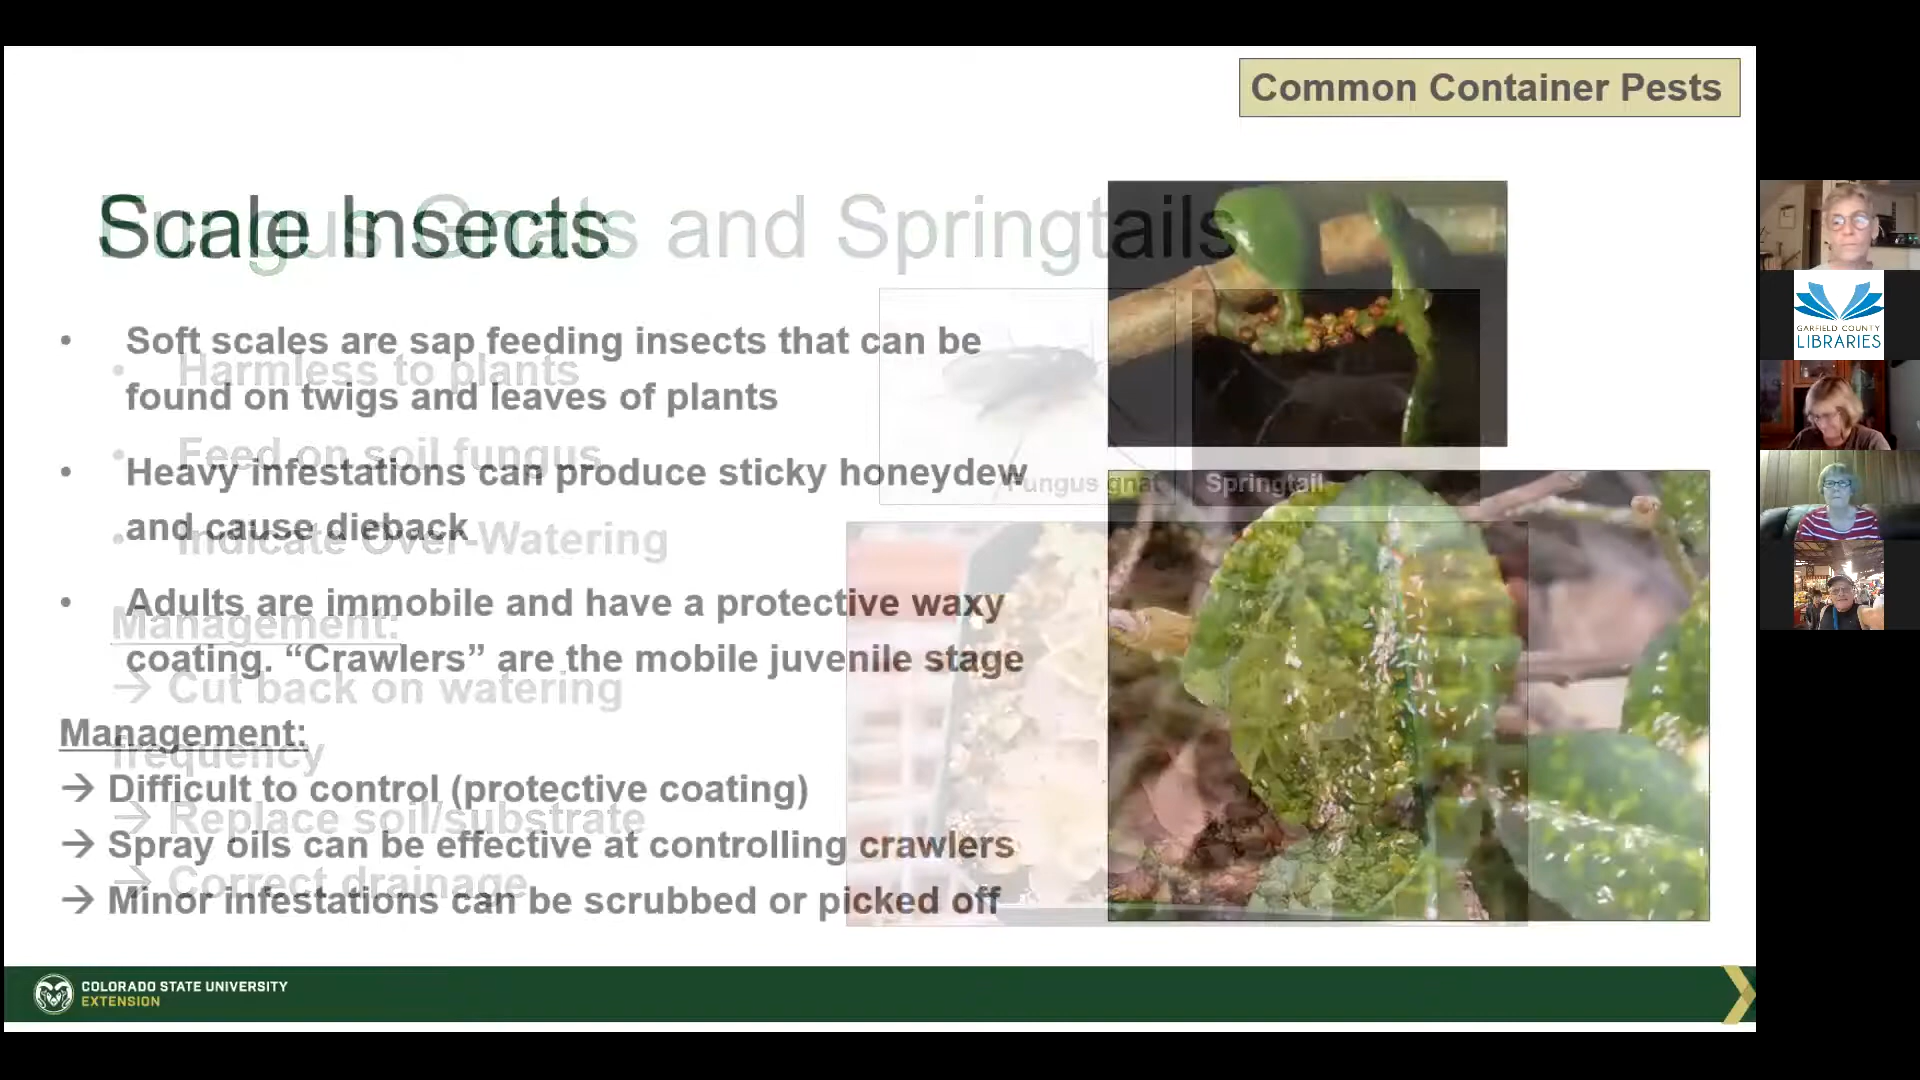 Common Container Pests
Scale Insects
Fungus Gnats and Springtails
• Soft scales are sap feeding insects that can be
found on twigs and leaves of plants
• Heavy infestations can produce sticky honeydew
and cause dieback
• Adults are immobile and have a protective waxy
coating. “Crawlers” are the mobile juvenile stage
Management:
→ Difficult to control (protective coating)
→ Spray oils can be effective at controlling crawlers
→ Minor infestations can be scrubbed or picked off
• Harmless to plants
• Feed on soil fungus
• Indicate Over-Watering
Management:
→ Cut back on watering
frequency
→ Replace soil/substrate
→ Correct drainage
Fungus gnat
Springtail
COLORADO STATE UNIVERSITY
EXTENSION
GARFIELD COUNTY
LIBRARIES